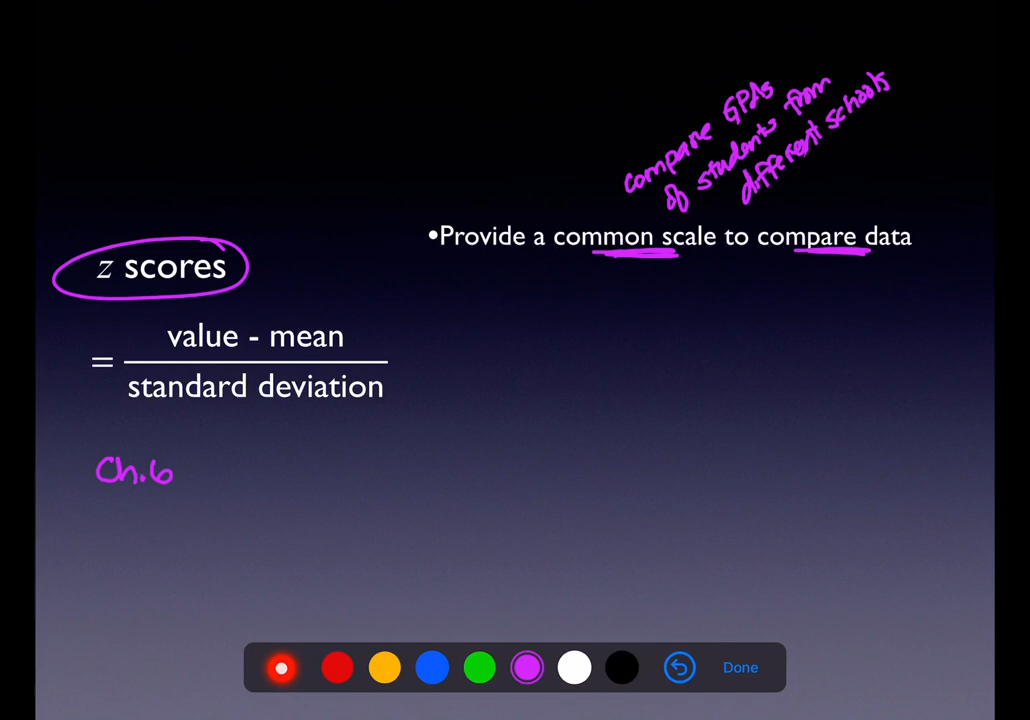 compare GPAs
of students from
different schools
•Provide a common scale to compare data
z scores
= value - mean
standard deviation
Ch.6
Done